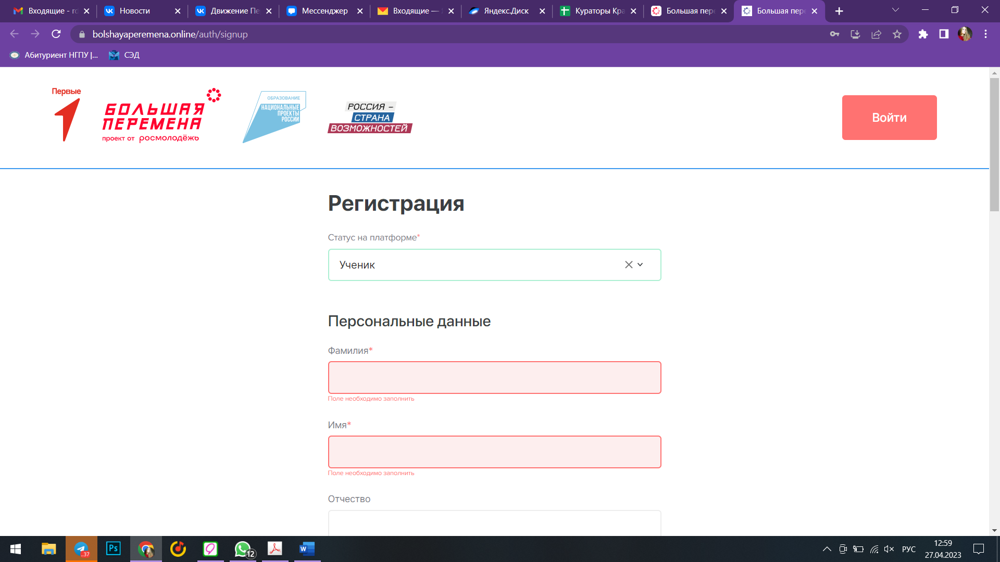 Входящие - ro
Новости
Движение Пе
Мессенджер
Входящие —
Яндекс.Диск
Кураторы Кра
Большая пере
Большая пере
bolshayaperemena.online/auth/signup
Абитуриент НГПУ |...
СЭД
Первые
БОЛЬШАЯ
ПЕРЕМЕНА
проект от росмолодёжь
ОБРАЗОВАНИЕ
НАЦИОНАЛЬНЫЕ
ПРОЕКТЫ
РОССИИ
РОССИЯ –
СТРАНА
ВОЗМОЖНОСТЕЙ
Войти
Регистрация
Статус на платформе*
Ученик
Персональные данные
Фамилия*
Поле необходимо заполнить
Имя*
Поле необходимо заполнить
Отчество
..37
Ps
12
W
РУС
12:59
27.04.2023